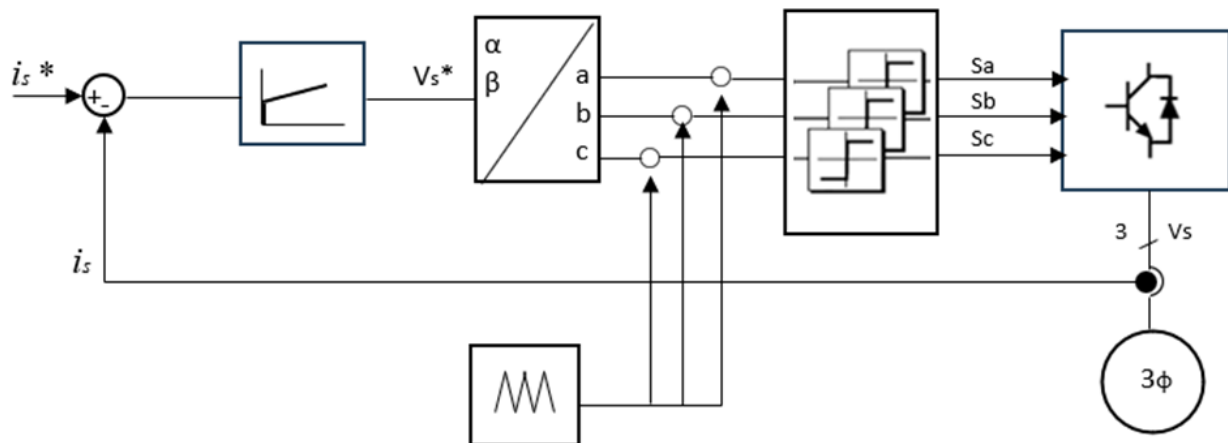 is*
+
-
Vs*
α
β
a
b
c
Sa
Sb
Sc
3 Vs
is
3ϕ